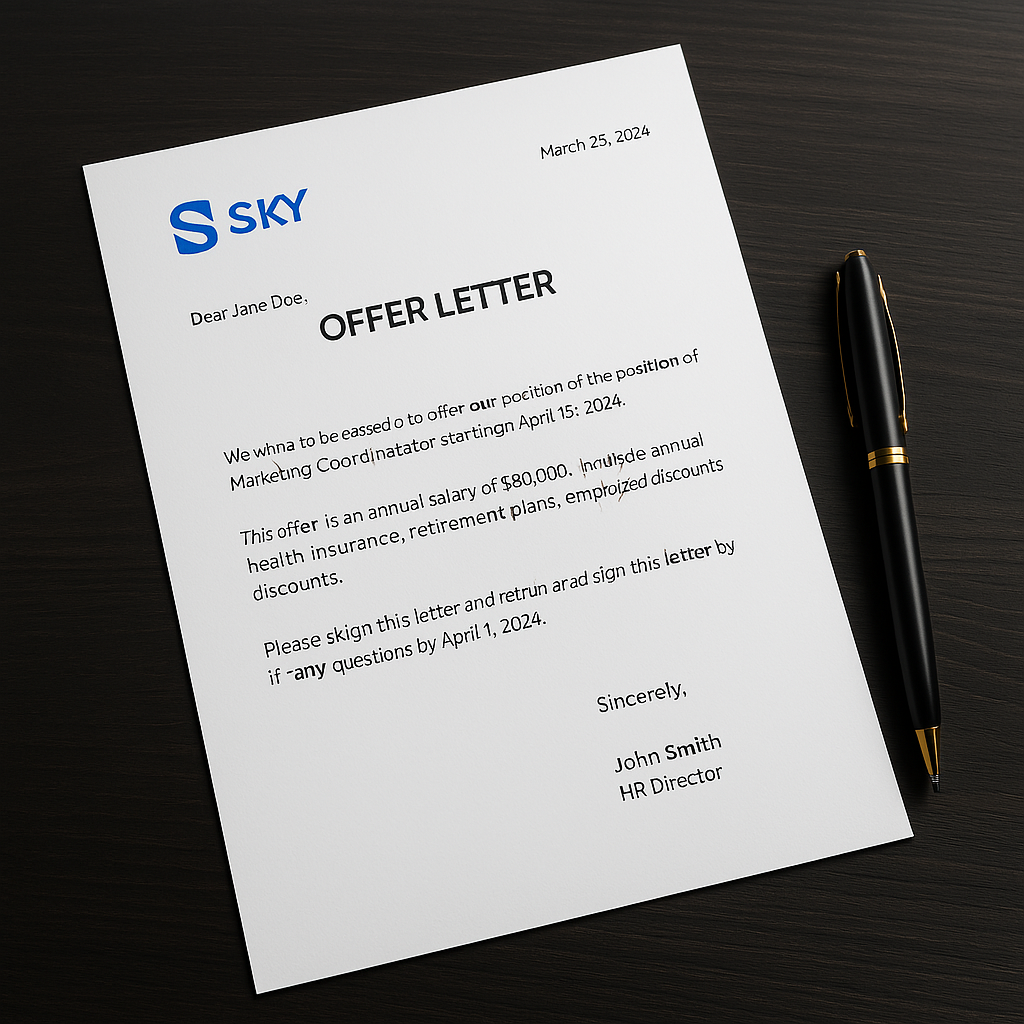 March 25, 2024
S SKY
Dear Jane Doe,
OFFER LETTER
We whna to be eassed o to offer our pocition of the position of
Marketing Coordinatator startingn April 15: 2024.
This offer is an annual salary of $80,000. annual
health insurance, retirement plans, emproized discounts
discounts.
Please skign this letter and retrun arad sign this letter by
if -any questions by April 1, 2024.
Sincerely,
John Smith
HR Director